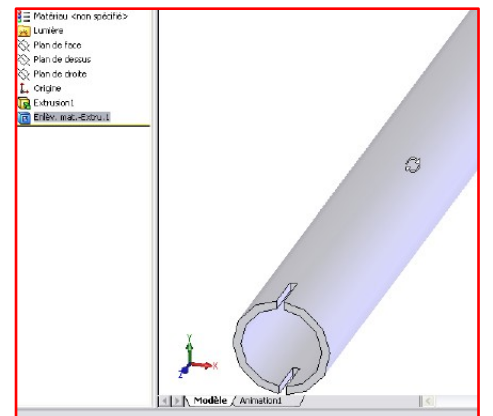 Matériau <non spécifié>
Lumière
Plan de face
Plan de dessus
Plan de droite
Origine
Extrusion1
Enlèv. mat.-Extru.1
Y
X
Z
Modèle
Animation1